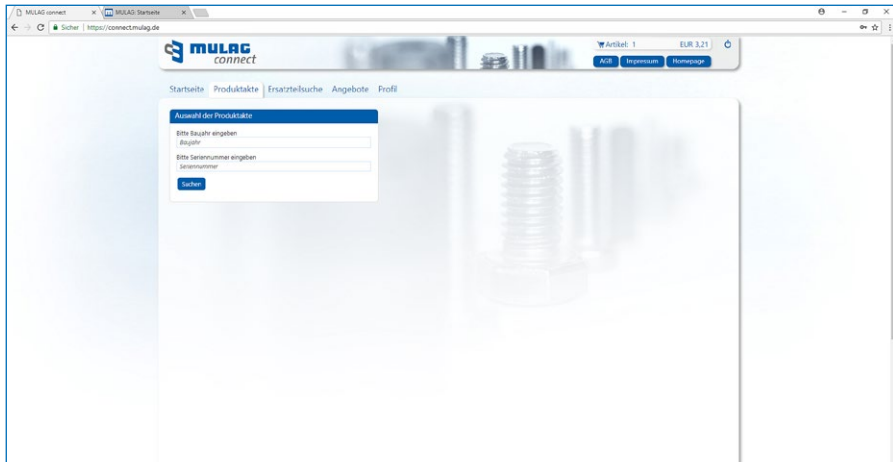 MULAG connect
MULAG: Startseite
Sicher | https://connect.mulag.de
MULAG
connect
Artikel: 1 EUR 3,21
AGB Impressum Homepage
Startseite Produktakte Ersatzteilsuche Angebote Profil
Auswahl der Produktakte
Bitte Baujahr eingeben
Baujahr
Bitte Seriennummer eingeben
Seriennummer
Suchen